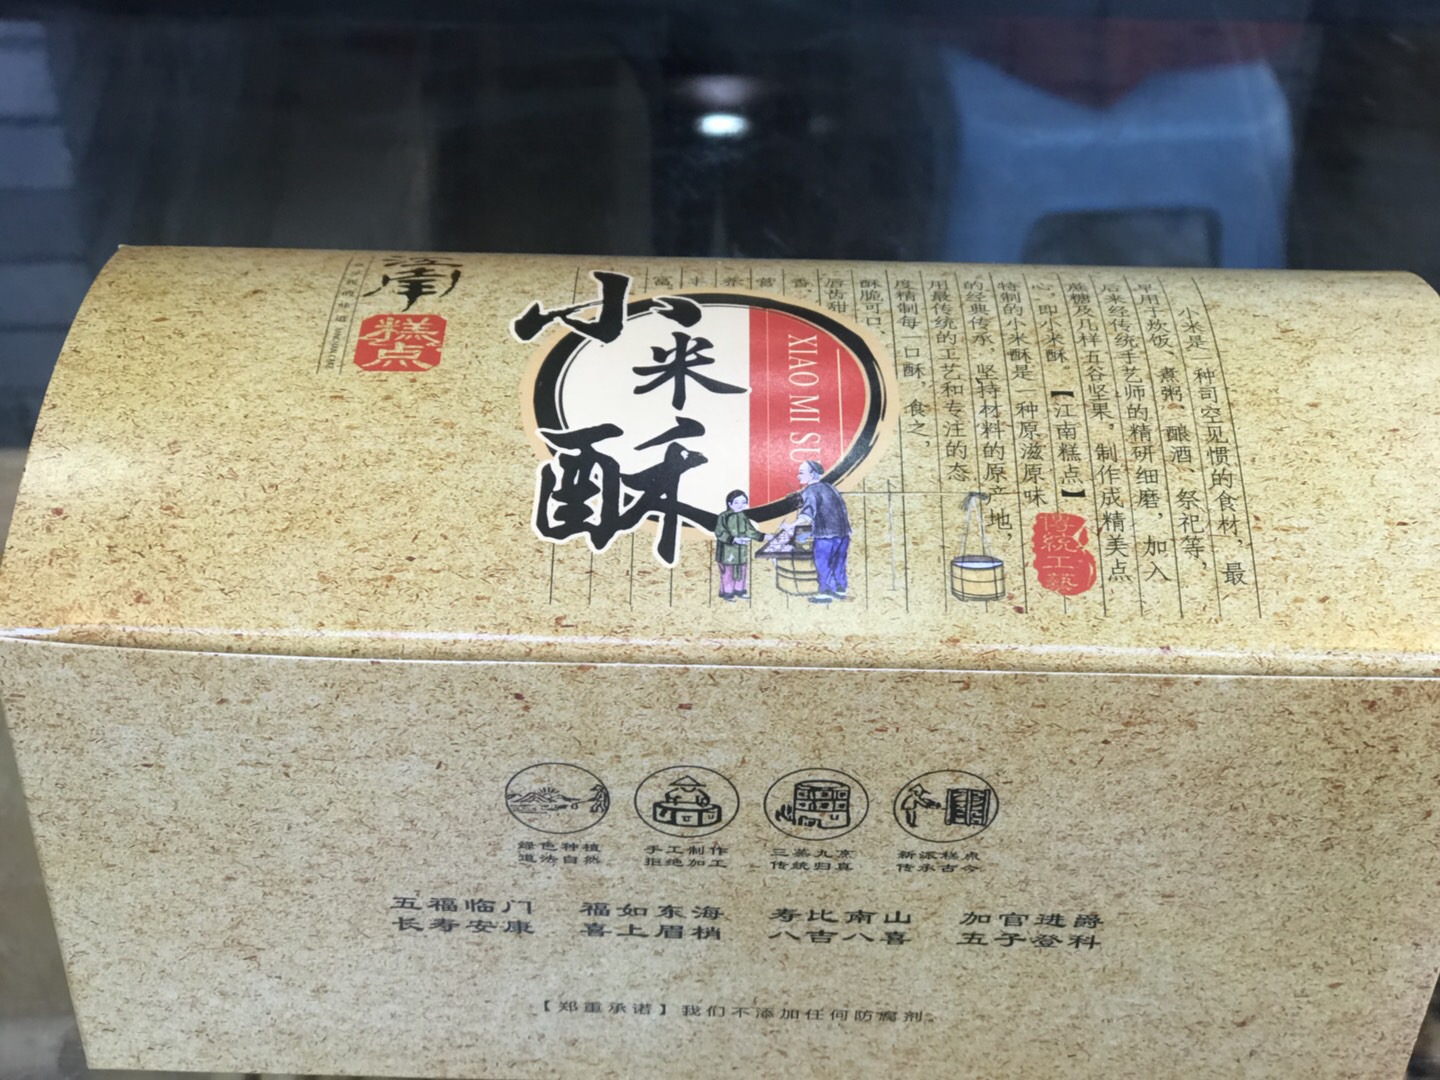 江南
糕点
小米酥
XIAO MI SU
小米是一种司空见惯的食材，最
早用于炊饭、煮粥、酿酒、祭祀等，
后来经传统手艺师的精研细磨，加入
蔗糖及几样五谷坚果，制作成精美点
心，即小米酥。【江南糕点】
特制的小米酥是一种原滋原味
的经典传承，坚持材料的原产地，
用最传统的工艺和专注的态
度精制每一口酥，食之，
酥脆可口，
唇齿甜
香，营养丰富
傳統工藝
绿色种植
道法自然
手工制作
拒绝加工
三蒸九烹
传统归真
新派糕点
传承古今
五福临门 福如东海 寿比南山 加官进爵
长寿安康 喜上眉梢 八吉八喜 五子登科
【郑重承诺】我们不添加任何防腐剂。